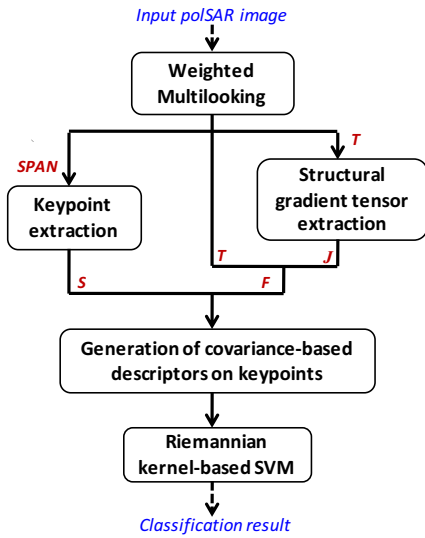 Input polSAR image
Weighted
Multilooking
T
SPAN
Structural
gradient tensor
extraction
Keypoint
extraction
T
J
S
F
Generation of covariance-based
descriptors on keypoints
Riemannian
kernel-based SVM
Classification result